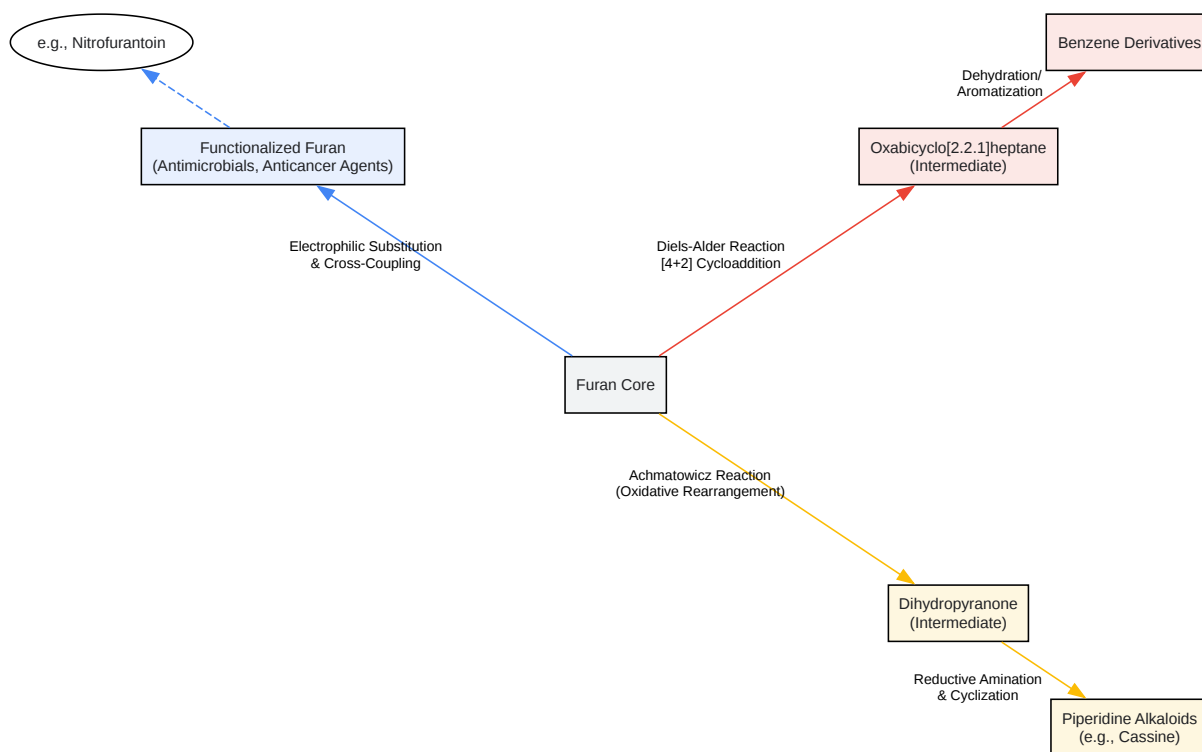 e.g., Nitrofurantoin
Benzene Derivatives
Dehydration/
Aromatization
Functionalized Furan
(Antimicrobials, Anticancer Agents)
Oxabicyclo[2.2.1]heptane
(Intermediate)
Electrophilic Substitution
& Cross-Coupling
Diels-Alder Reaction
[4+2] Cycloaddition
Furan Core
Achmatowicz Reaction
(Oxidative Rearrangement)
Dihydropyranone
(Intermediate)
Reductive Amination
& Cyclization
Piperidine Alkaloids
(e.g., Cassine)